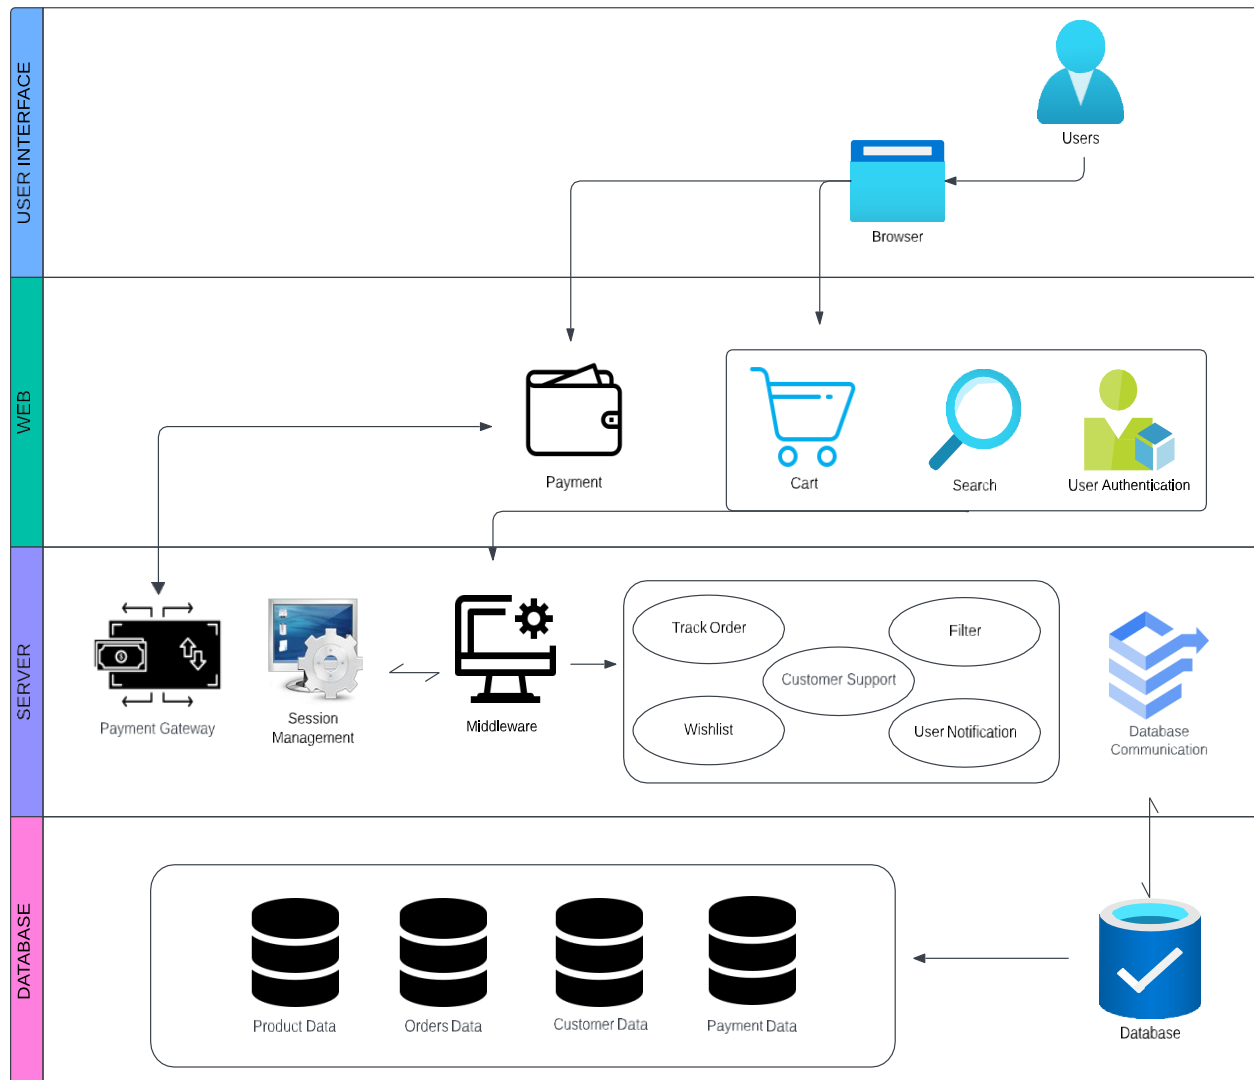 USER INTERFACE
Users
Browser
WEB
Payment
Cart
Search
User Authentication
SERVER
Payment Gateway
Session
Management
Middleware
Track Order
Filter
Customer Support
Wishlist
User Notification
Database
Communication
DATABASE
Product Data
Orders Data
Customer Data
Payment Data
Database